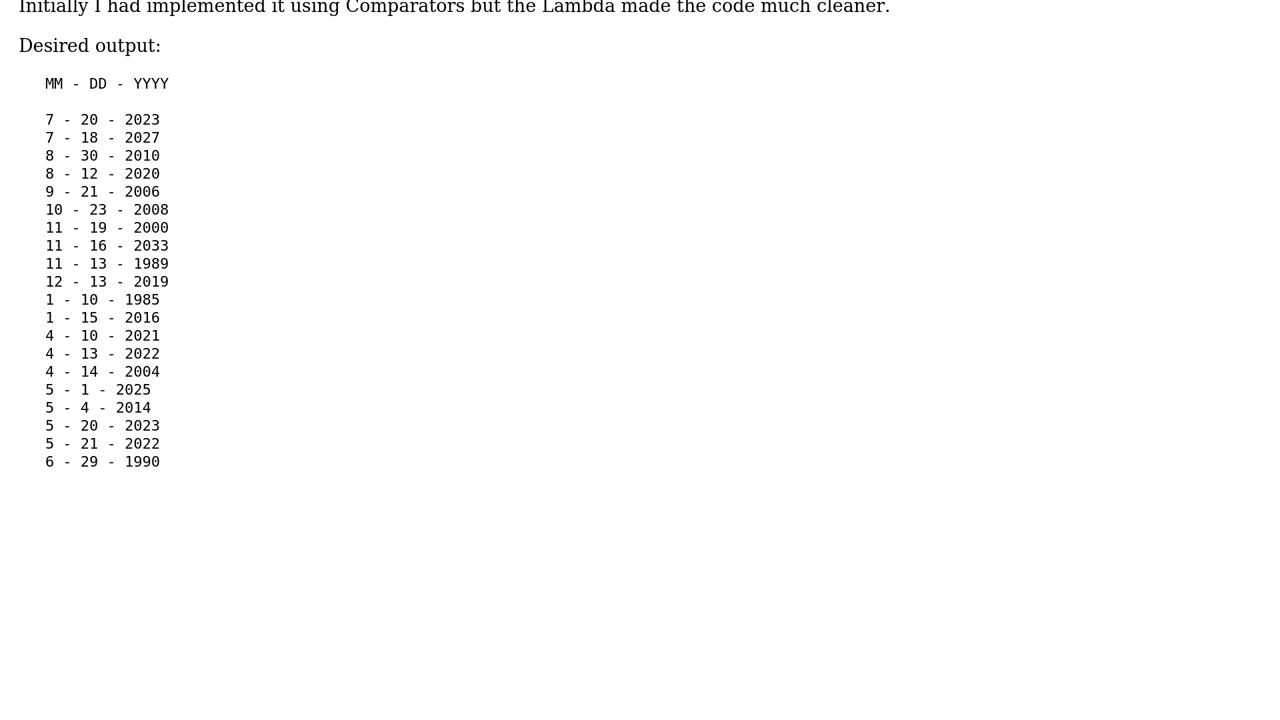 Initially I had implemented it using Comparators but the Lambda made the code much cleaner.
Desired output:
MM - DD - YYYY
7 - 20 - 2023
7 - 18 - 2027
8 - 30 - 2010
8 - 12 - 2020
9 - 21 - 2006
10 - 23 - 2008
11 - 19 - 2000
11 - 16 - 2033
11 - 13 - 1989
12 - 13 - 2019
1 - 10 - 1985
1 - 15 - 2016
4 - 10 - 2021
4 - 13 - 2022
4 - 14 - 2004
5 - 1 - 2025
5 - 4 - 2014
5 - 20 - 2023
5 - 21 - 2022
6 - 29 - 1990